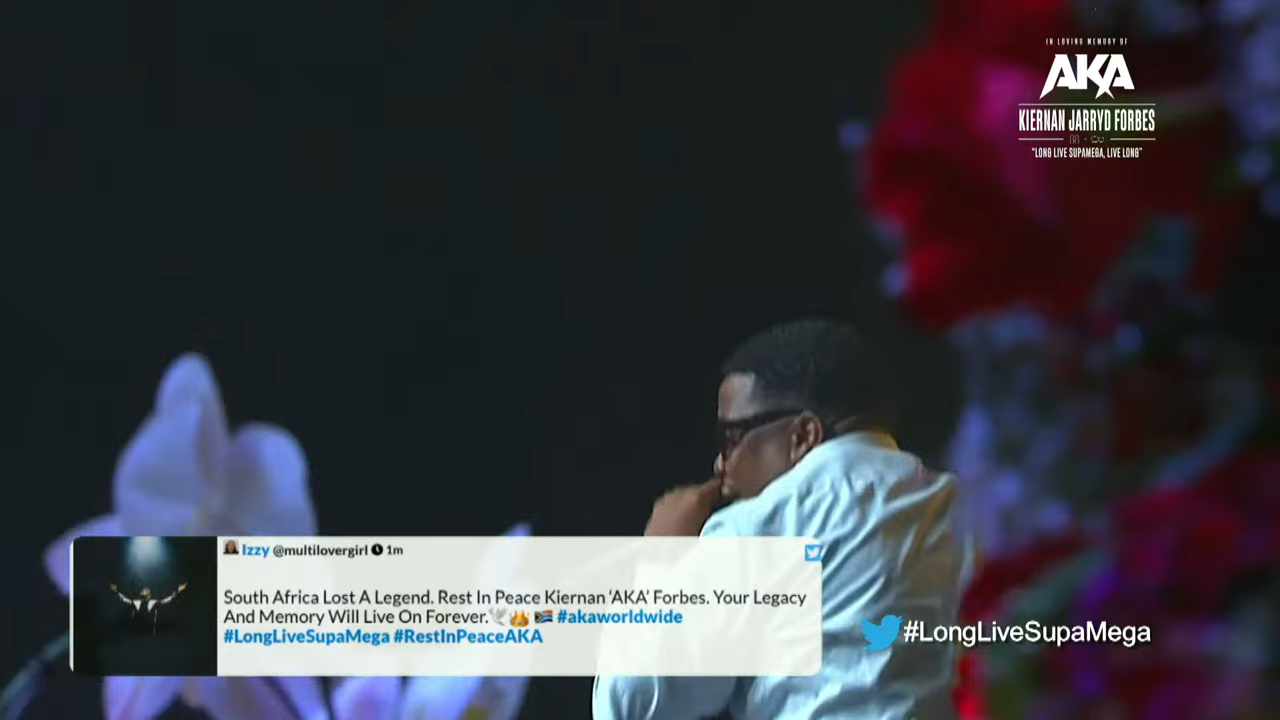 IN LOVING MEMORY OF
AKA
KIERNAN JARRYD FORBES
"LONG LIVE SUPAMEGA, LIVE LONG"
Izzy @multilovergirl 1m
South Africa Lost A Legend. Rest In Peace Kiernan ‘AKA’ Forbes. Your Legacy
And Memory Will Live On Forever.🕊👑🇿🇦 #akaworldwide
#LongLiveSupaMega #RestInPeaceAKA
#LongLiveSupaMega